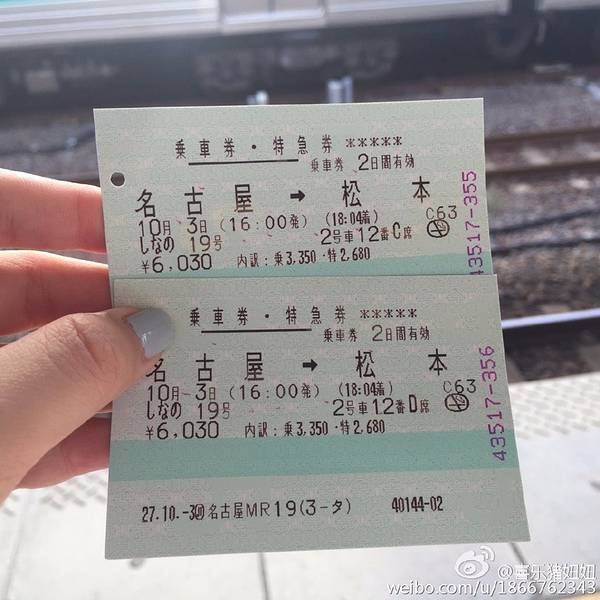 乗車券・特急券 *****
乗車券 2日間有効
名古屋 → 松本
10月 3日 (16:00発) (18:04着) C63
しなの 19号 2号車12番C席
¥6,030 内訳:乗3,350・特2,680
43517-355
乗車券・特急券 *****
乗車券 2日間有効
名古屋 → 松本
10月 3日 (16:00発) (18:04着) C63
しなの 19号 2号車12番D席
¥6,030 内訳:乗3,350・特2,680
43517-356
27.10.-3 名古屋MR19(3-タ) 40144-02
@喜乐猪妞妞
weibo.com/u/1866762343